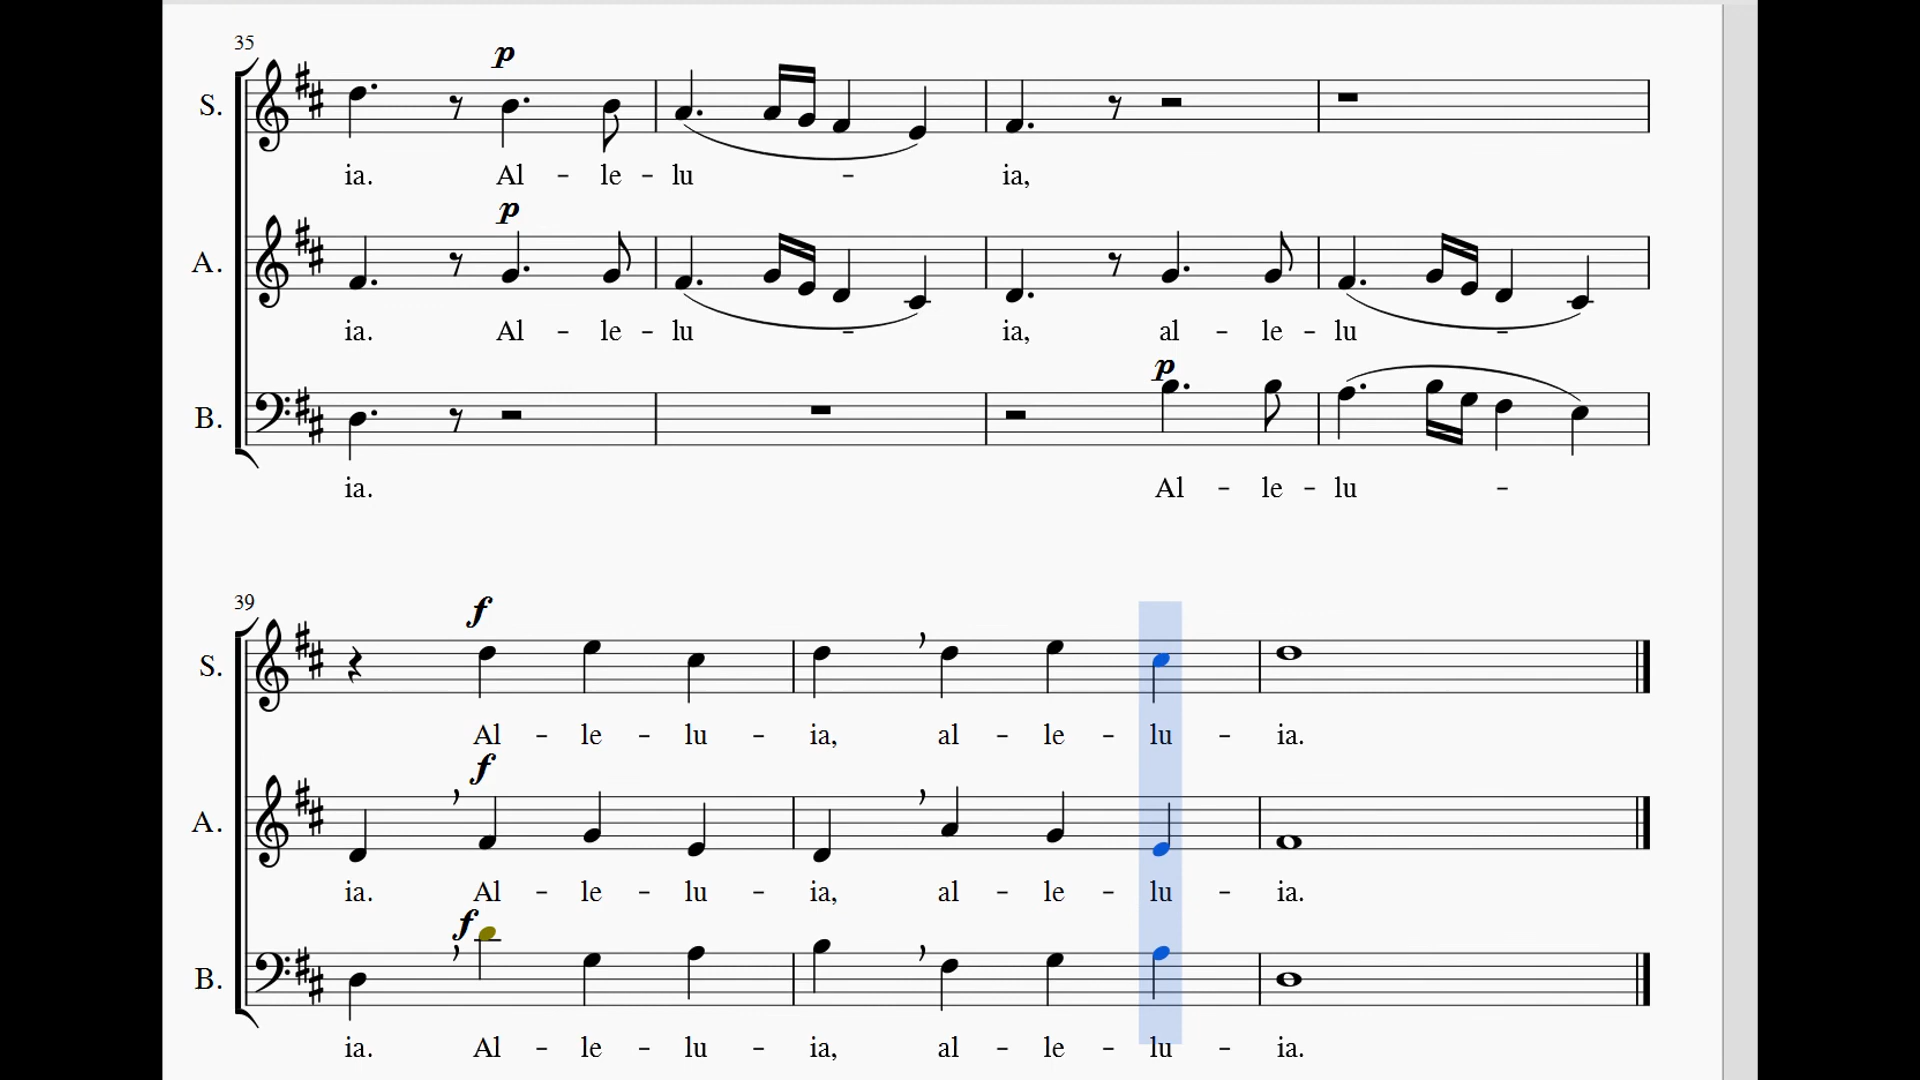 35
p
S.
ia. Al - le - lu - ia,
p
A.
ia. Al - le - lu - ia, al - le - lu -
p
B.
ia. Al - le - lu -
39
f
S.
Al - le - lu - ia, al - le - lu - ia.
f
A.
ia. Al - le - lu - ia, al - le - lu - ia.
f
B.
ia. Al - le - lu - ia, al - le - lu - ia.